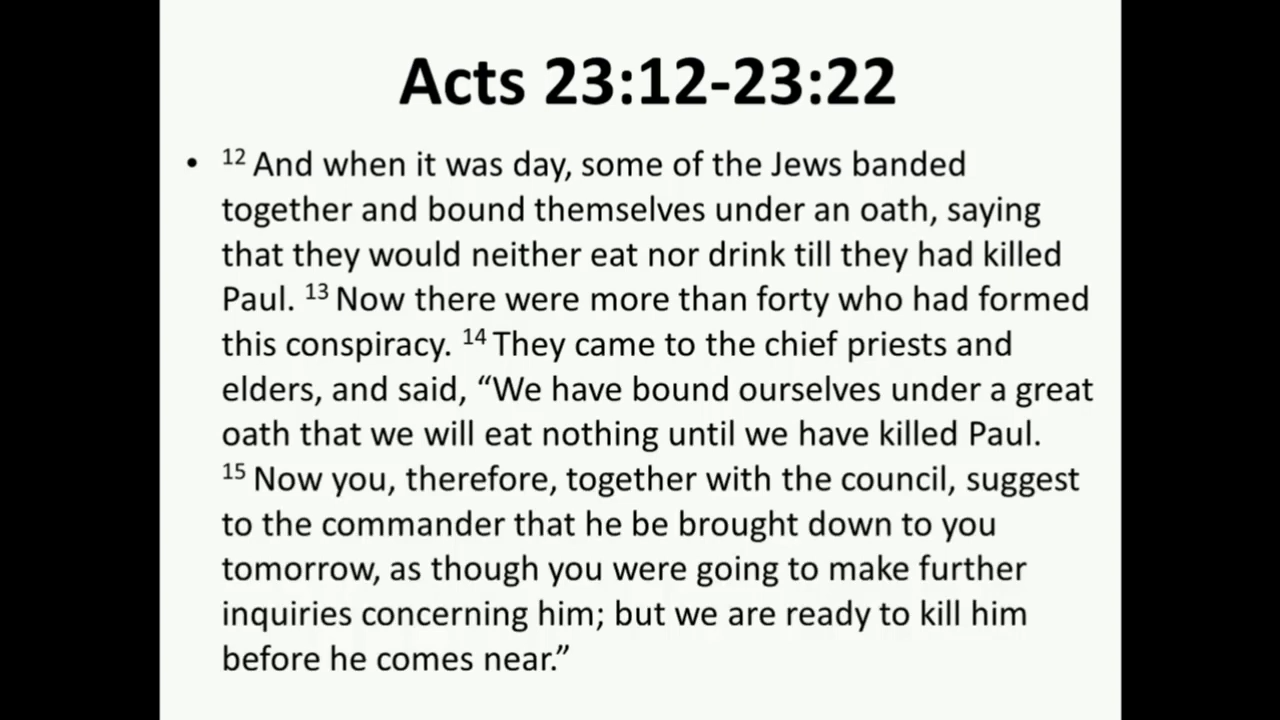 Acts 23:12-23:22
• 12 And when it was day, some of the Jews banded
together and bound themselves under an oath, saying
that they would neither eat nor drink till they had killed
Paul. 13 Now there were more than forty who had formed
this conspiracy. 14 They came to the chief priests and
elders, and said, “We have bound ourselves under a great
oath that we will eat nothing until we have killed Paul.
15 Now you, therefore, together with the council, suggest
to the commander that he be brought down to you
tomorrow, as though you were going to make further
inquiries concerning him; but we are ready to kill him
before he comes near.”